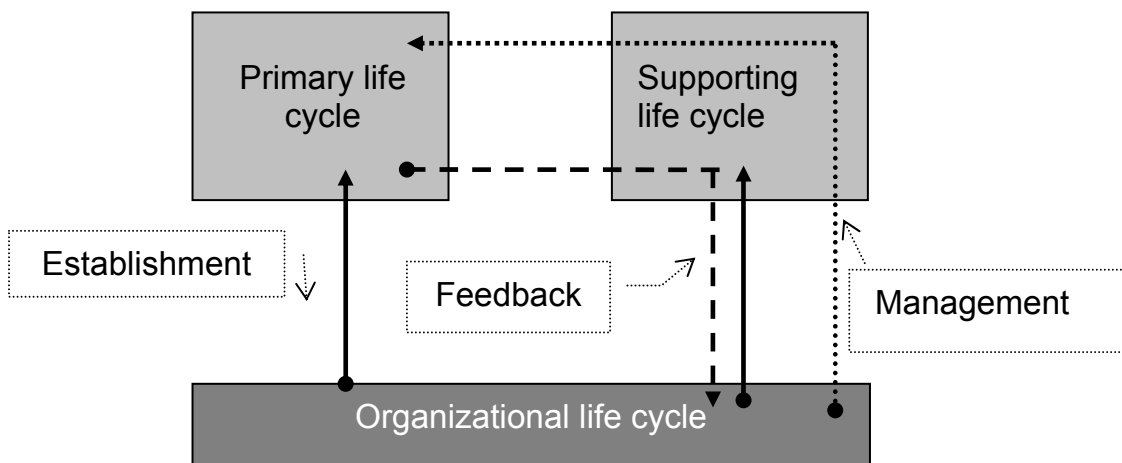 Primary life
cycle
Supporting
life cycle
Establishment
Feedback
Management
Organizational life cycle